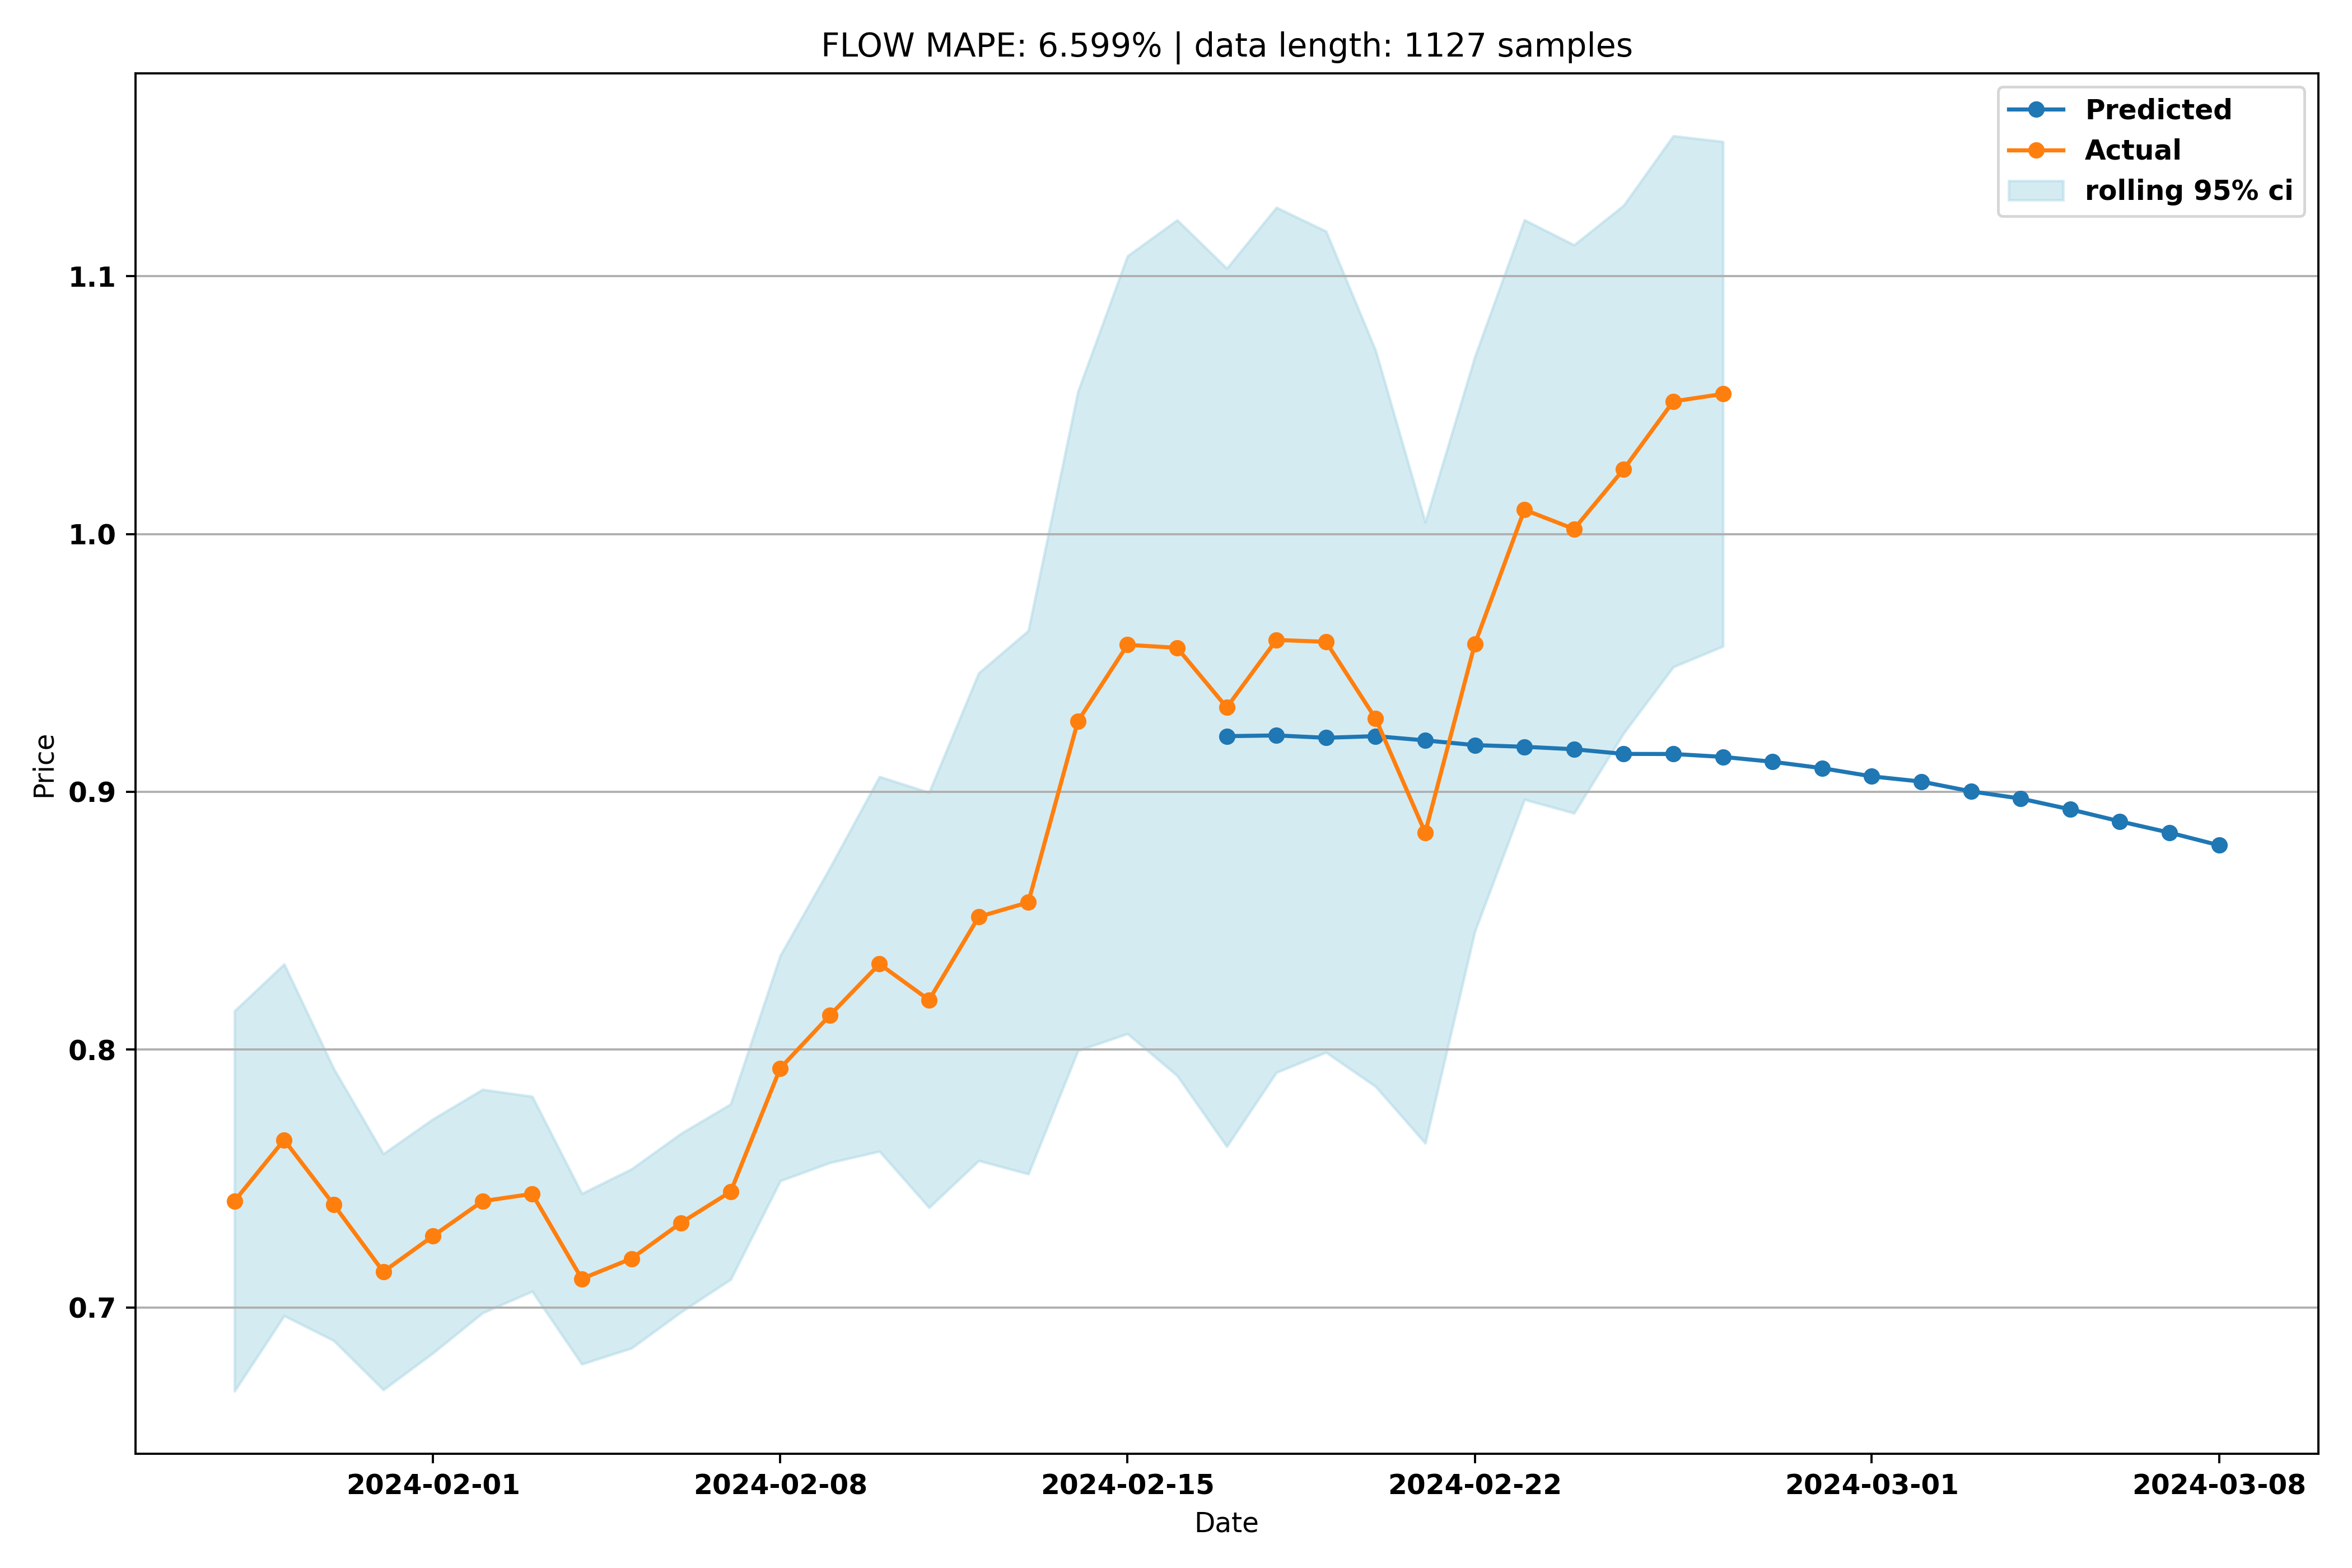 FLOW MAPE: 6.599% | data length: 1127 samples
Predicted
Actual
rolling 95% ci
1.1
1.0
0.9
0.8
0.7
Price
2024-02-01 2024-02-08 2024-02-15 2024-02-22 2024-03-01 2024-03-08
Date